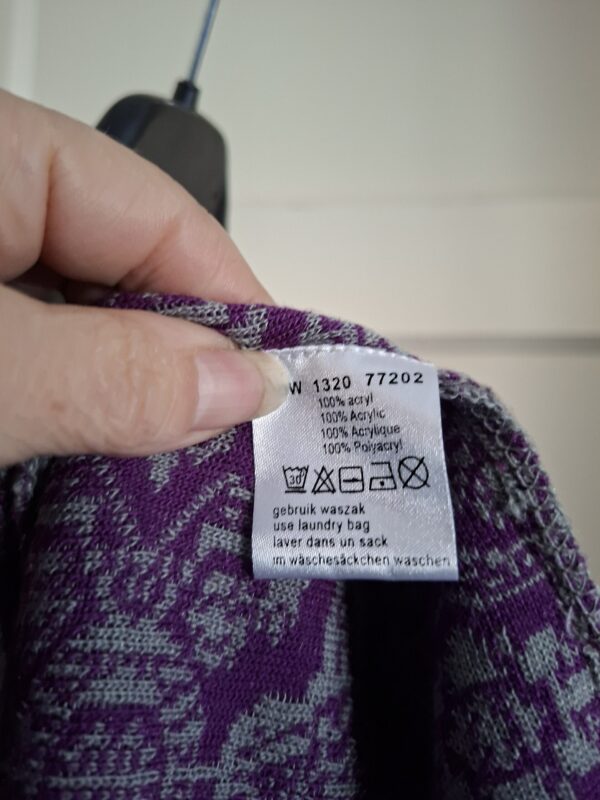 W 1320 77202
100% acryl
100% Acrylic
100% Acrylique
100% Polyacryl
30
gebruik waszak
use laundry bag
laver dans un sack
im wäschesäckchen waschen